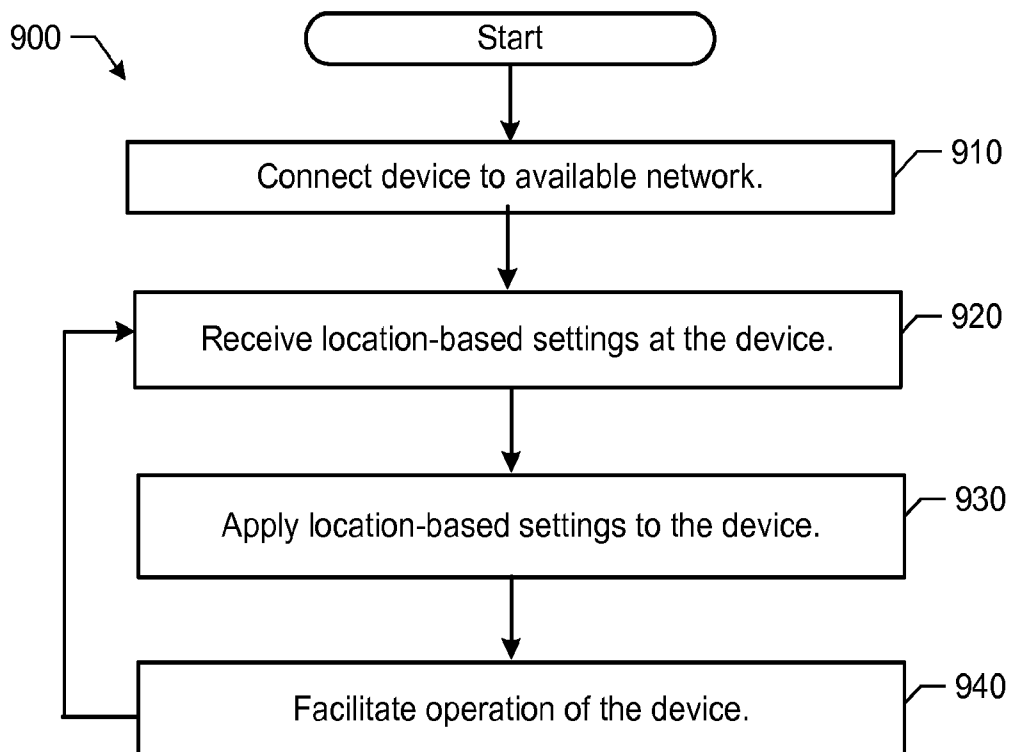 900
Start
Connect device to available network.
910
Receive location-based settings at the device.
920
Apply location-based settings to the device.
930
Facilitate operation of the device.
940